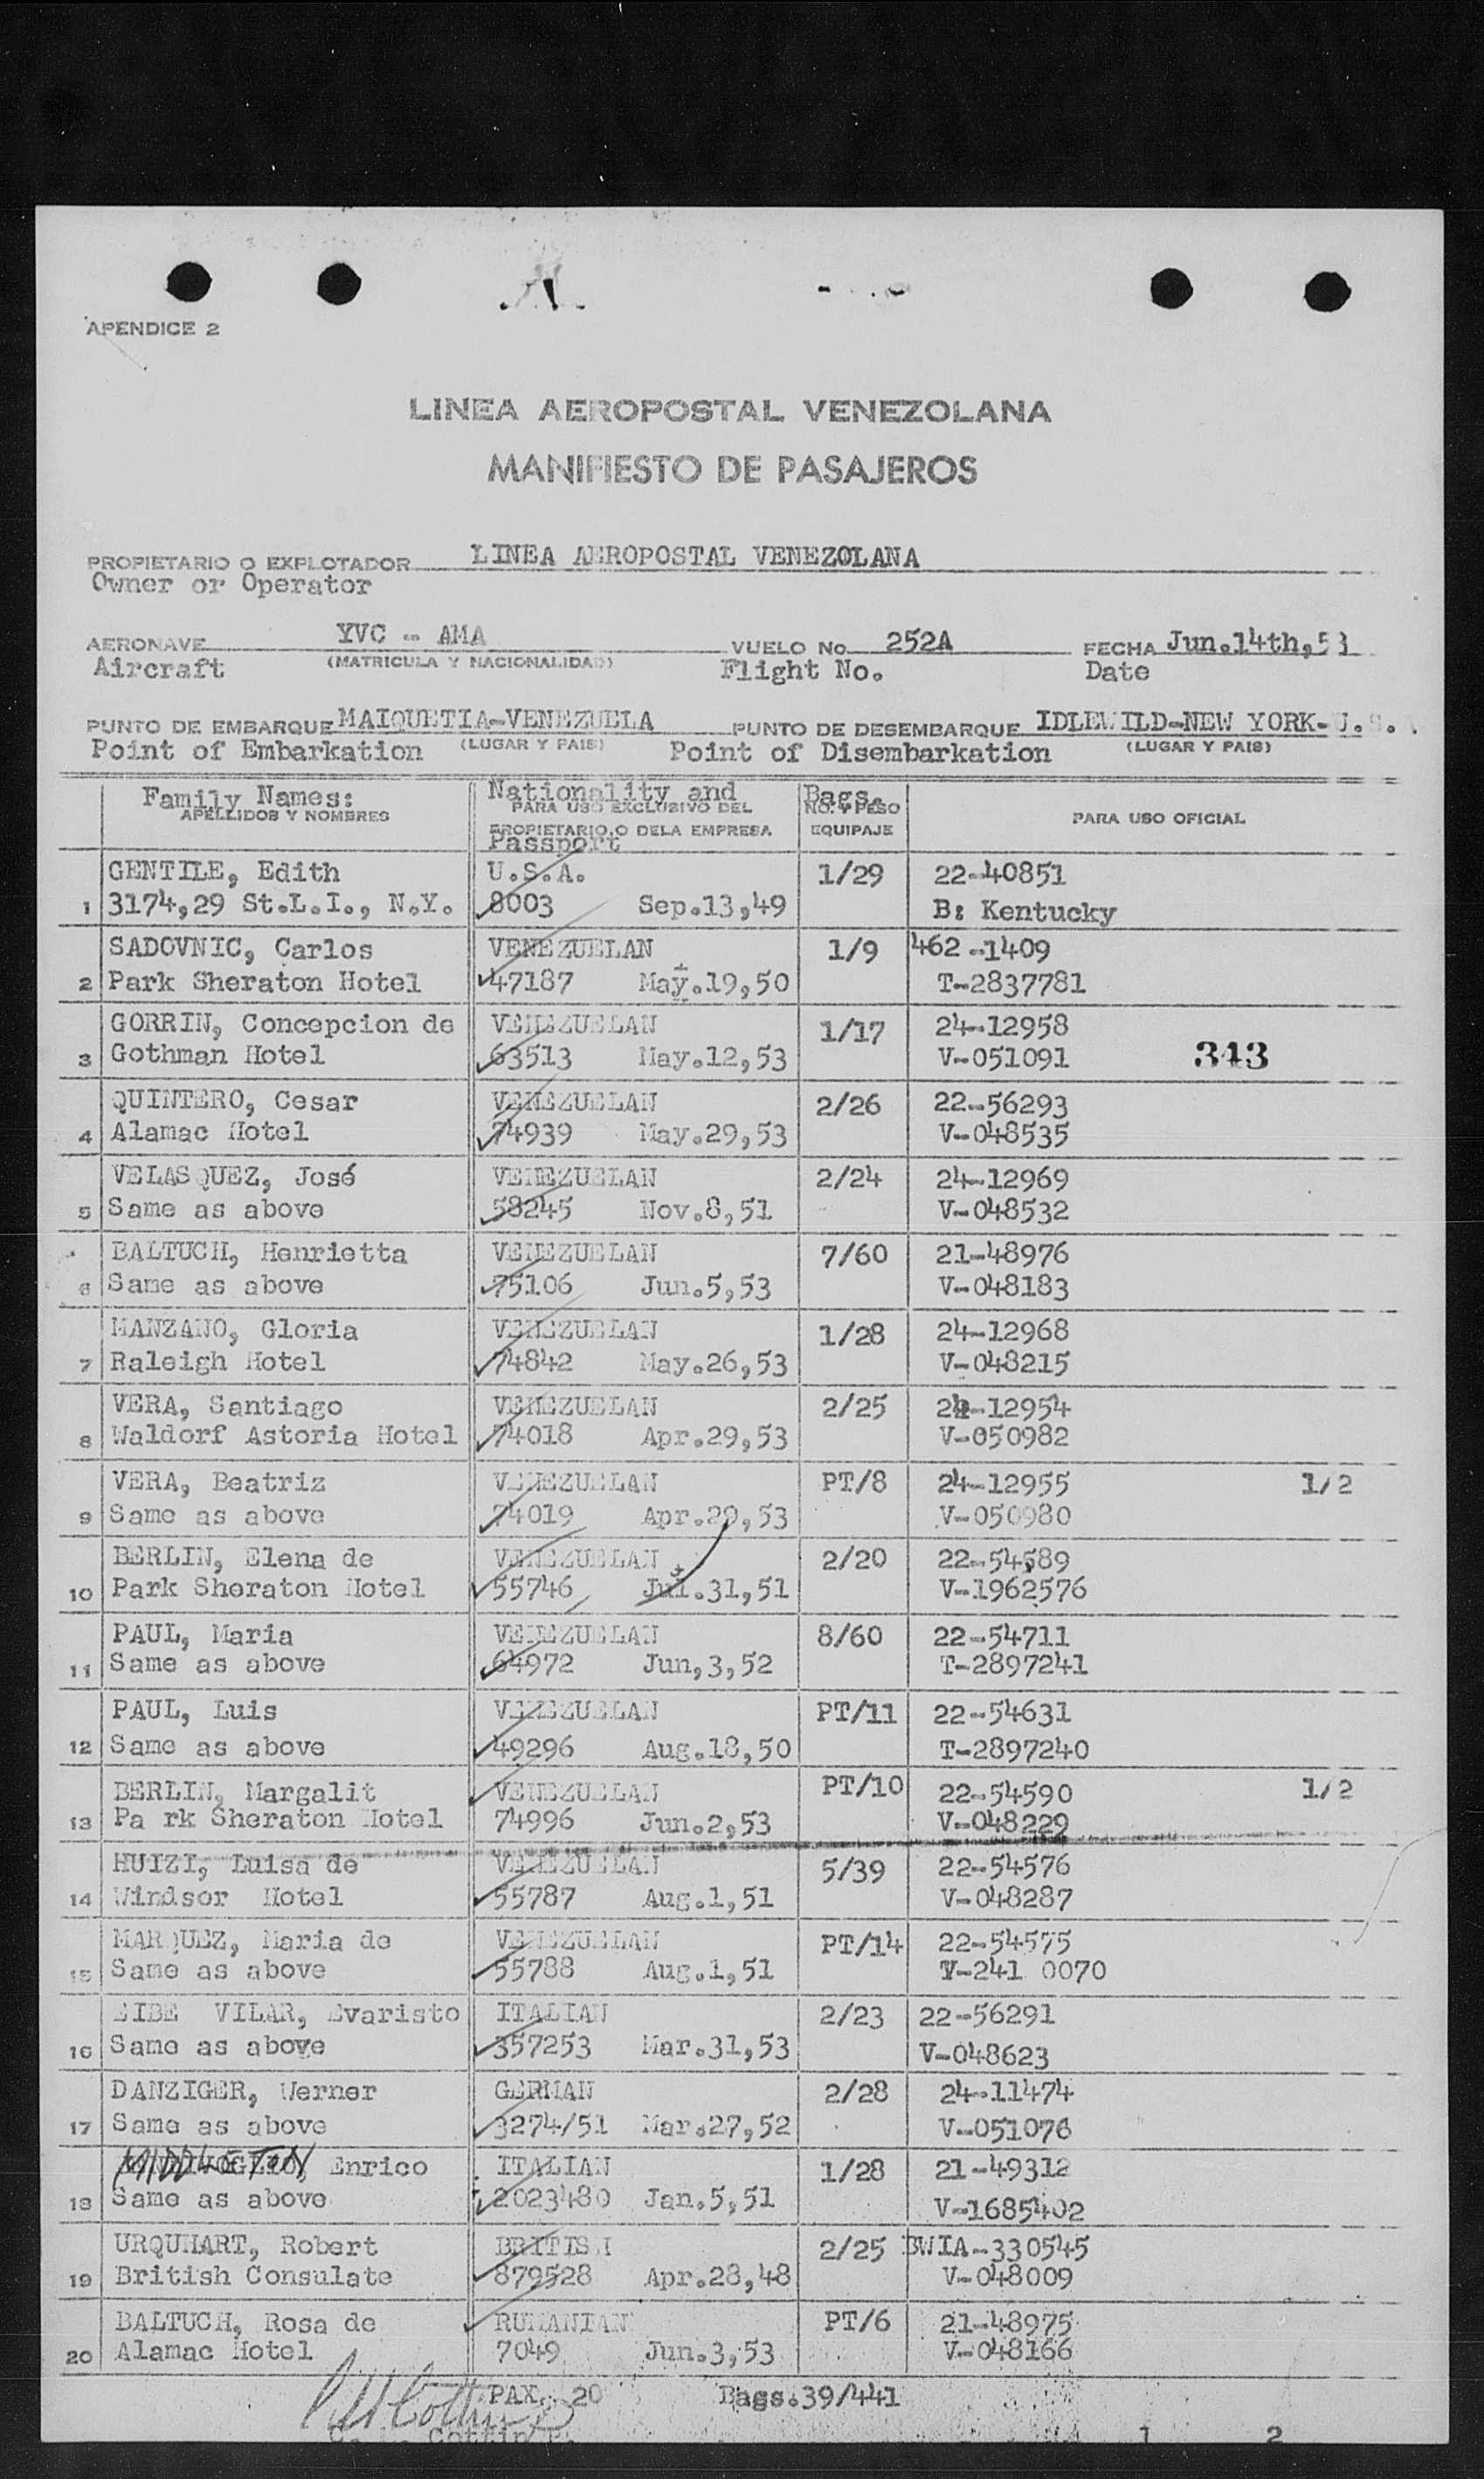 APENDICE 2
LINEA AEROPOSTAL VENEZOLANA
MANIFIESTO DE PASAJEROS
PROPIETARIO O EXPLOTADOR LINEA AEROPOSTAL VENEZOLANA
Owner or Operator
AERONAVE YVC - AMA VUELO No. 252A FECHA Jun.14th,53
Aircraft (MATRICULA Y NACIONALIDAD) Flight No. Date
PUNTO DE EMBARQUE MAIQUETIA-VENEZUELA PUNTO DE DESEMBARQUE IDLEWILD-NEW YORK-U.S.
Point of Embarkation (LUGAR Y PAIS) Point of Disembarkation (LUGAR Y PAIS)
Family Names: Nationality and Bags.
APELLIDOS Y NOMBRES PARA USO EXCLUSIVO DEL NO. Y PESO PARA USO OFICIAL
PROPIETARIO O DE LA EMPRESA EQUIPAJE
Passport
GENTILE, Edith U.S.A. 1/29 22-40851
1 3174,29 St.L.I., N.Y. 8003 Sep.13,49 B: Kentucky
SADOVNIC, Carlos VENEZUELAN 1/9 462-1409
2 Park Sheraton Hotel 47187 May.19,50 T-2837781
GORRIN, Concepcion de VENEZUELAN 1/17 24-12958
3 Gothman Hotel 63513 May.12,53 V-051091 343
QUINTERO, Cesar VENEZUELAN 2/26 22-56293
4 Alamac Hotel 74939 May.29,53 V-048535
VELASQUEZ, José VENEZUELAN 2/24 24-12969
5 Same as above 58245 Nov.8,51 V-048532
BALTUCH, Henrietta VENEZUELAN 7/60 21-48976
6 Same as above 75106 Jun.5,53 V-048183
MANZANO, Gloria VENEZUELAN 1/28 24-12968
7 Raleigh Hotel 74842 May.26,53 V-048215
VERA, Santiago VENEZUELAN 2/25 24-12954
8 Waldorf Astoria Hotel 74018 Apr.29,53 V-050982
VERA, Beatriz VENEZUELAN PT/8 24-12955 1/2
9 Same as above 74019 Apr.29,53 V-050980
BERLIN, Elena de VENEZUELAN 2/20 22-54589
10 Park Sheraton Hotel 55746 Jul.31,51 V-1962576
PAUL, Maria VENEZUELAN 8/60 22-54711
11 Same as above 64972 Jun,3,52 T-2897241
PAUL, Luis VENEZUELAN PT/11 22-54631
12 Same as above 49296 Aug.18,50 T-2897240
BERLIN, Margalit VENEZUELAN PT/10 22-54590 1/2
13 Pa rk Sheraton Hotel 74996 Jun.2,53 V-048229
HUIZI, Luisa de VENEZUELAN 5/39 22-54576
14 Windsor Hotel 55787 Aug.1,51 V-048287
MARQUEZ, Maria de VENEZUELAN PT/14 22-54575
15 Same as above 55788 Aug.1,51 V-241 0070
EIBE VILAR, Evaristo ITALIAN 2/23 22-56291
16 Same as above 357253 Mar.31,53 V-048623
DANZIGER, Werner GERMAN 2/28 24-11474
17 Same as above 3274/51 Mar.27,52 V-051076
MIDDLETON, Enrico ITALIAN 1/28 21-49312
18 Same as above 2023480 Jan.5,51 V-1685402
URQUHART, Robert BRITISH 2/25 BWIA-330545
19 British Consulate 879528 Apr.28,48 V-048009
BALTUCH, Rosa de RUMANIAN PT/6 21-48975
20 Alamac Hotel 7049 Jun.3,53 V-048166
PAX. 20 Bags.39/441
1 2